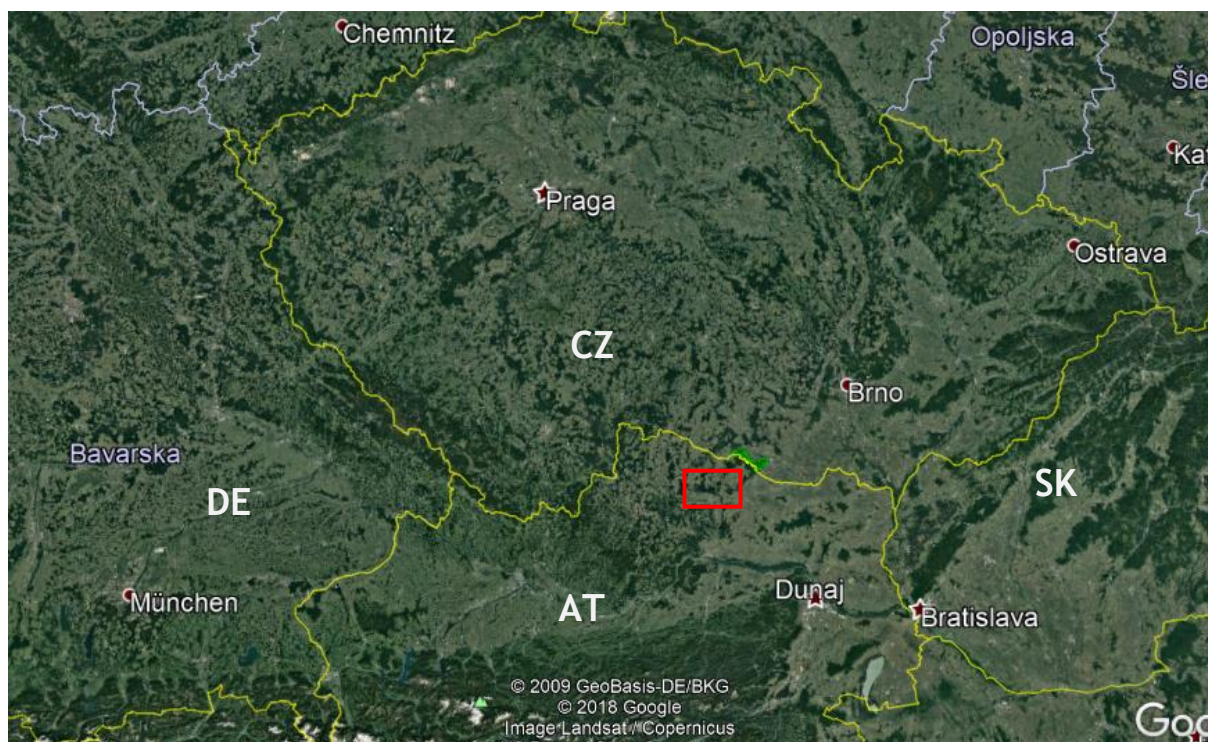 Chemnitz
Opoljska
Šle
Praga
Kat
Ostrava
CZ
Brno
Bavarska
DE
SK
München
AT
Dunaj
Bratislava
© 2009 GeoBasis-DE/BKG
© 2018 Google
Image Landsat / Copernicus
Goo